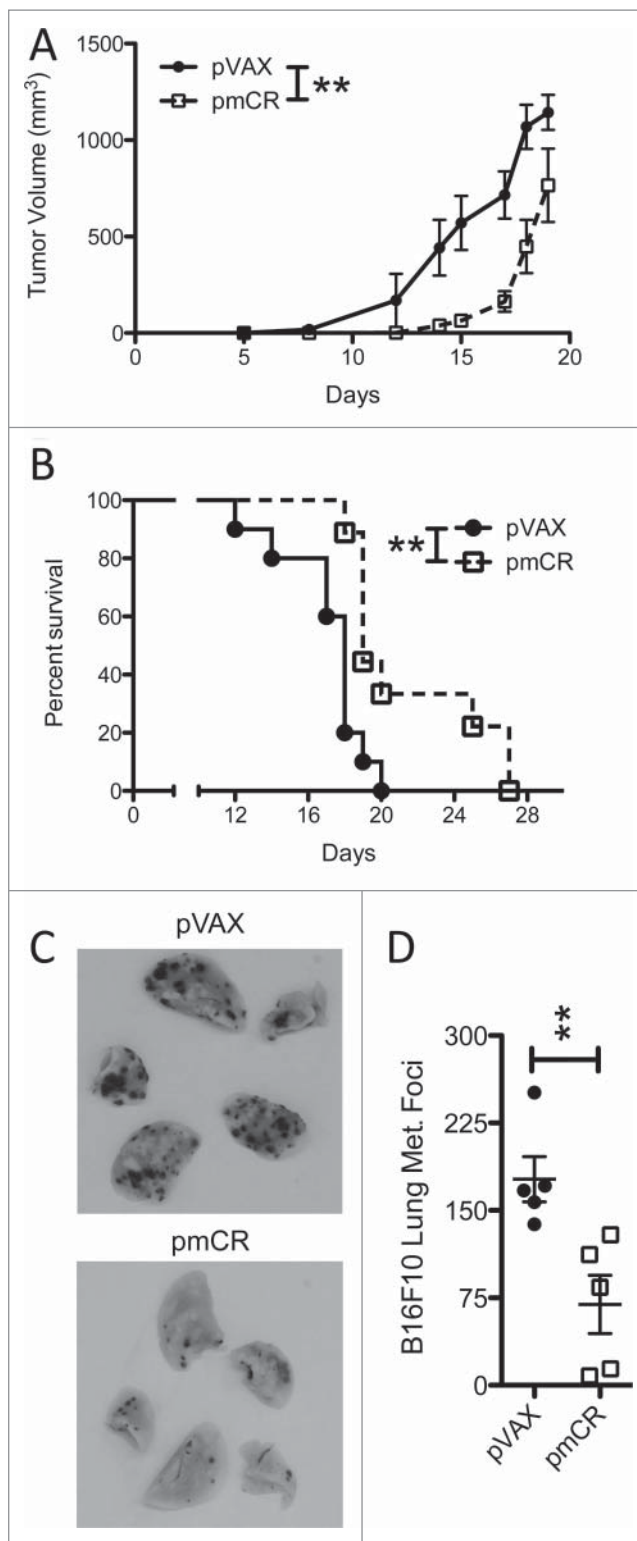 A
1500
1000
500
0
Tumor Volume (mm³)
pVAX
pmCR
**
0 5 10 15 20
Days
B
100
80
60
40
20
0
Percent survival
pVAX
pmCR
**
0 12 16 20 24 28
Days
C
pVAX
pmCR
D
**
300
225
150
75
0
B16F10 Lung Met. Foci
pVAX
pmCR